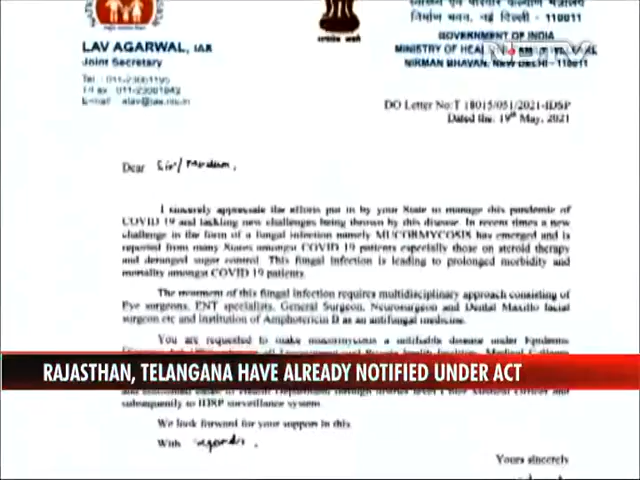 निर्माण भवन, नई दिल्ली - 110011
GOVERNMENT OF INDIA
MINISTRY OF
NIRMAN BHAVAN, NEW DELHI - 110011
NDTV
LAV AGARWAL, IAS
Joint Secretary
DO Letter No:T 18015/051/2021-IDSP
Dated the. 19th May, 2021
Dear Sir/Madam,
I sincerely appreciate the efforts put in by your State to manage this pandemic of
COVID 19 and tackling new challenges being thrown by this disease. In recent times a new
challenge in the form of a fungal infection namely MUCORMYCOSIS has emerged and is
reported from many States amongst COVID 19 patients especially those on steroid therapy
and deranged sugar control. This fungal infection is leading to prolonged morbidity and
mortality amongst COVID 19 patients.
The treatment of this fungal infection requires multidisciplinary approach consisting of
Eye surgeons, ENT specialists, General Surgeon, Neurosurgeon and Dental Maxillo facial
surgeon etc and institution of Amphotericin B as an antifungal medicine.
You are requested to make mucormycosis a notifiable disease under Epidemic
RAJASTHAN, TELANGANA HAVE ALREADY NOTIFIED UNDER ACT
subsequently to IDSP surveillance system.
We look forward for your support in this.
With regards.
Yours sincerely